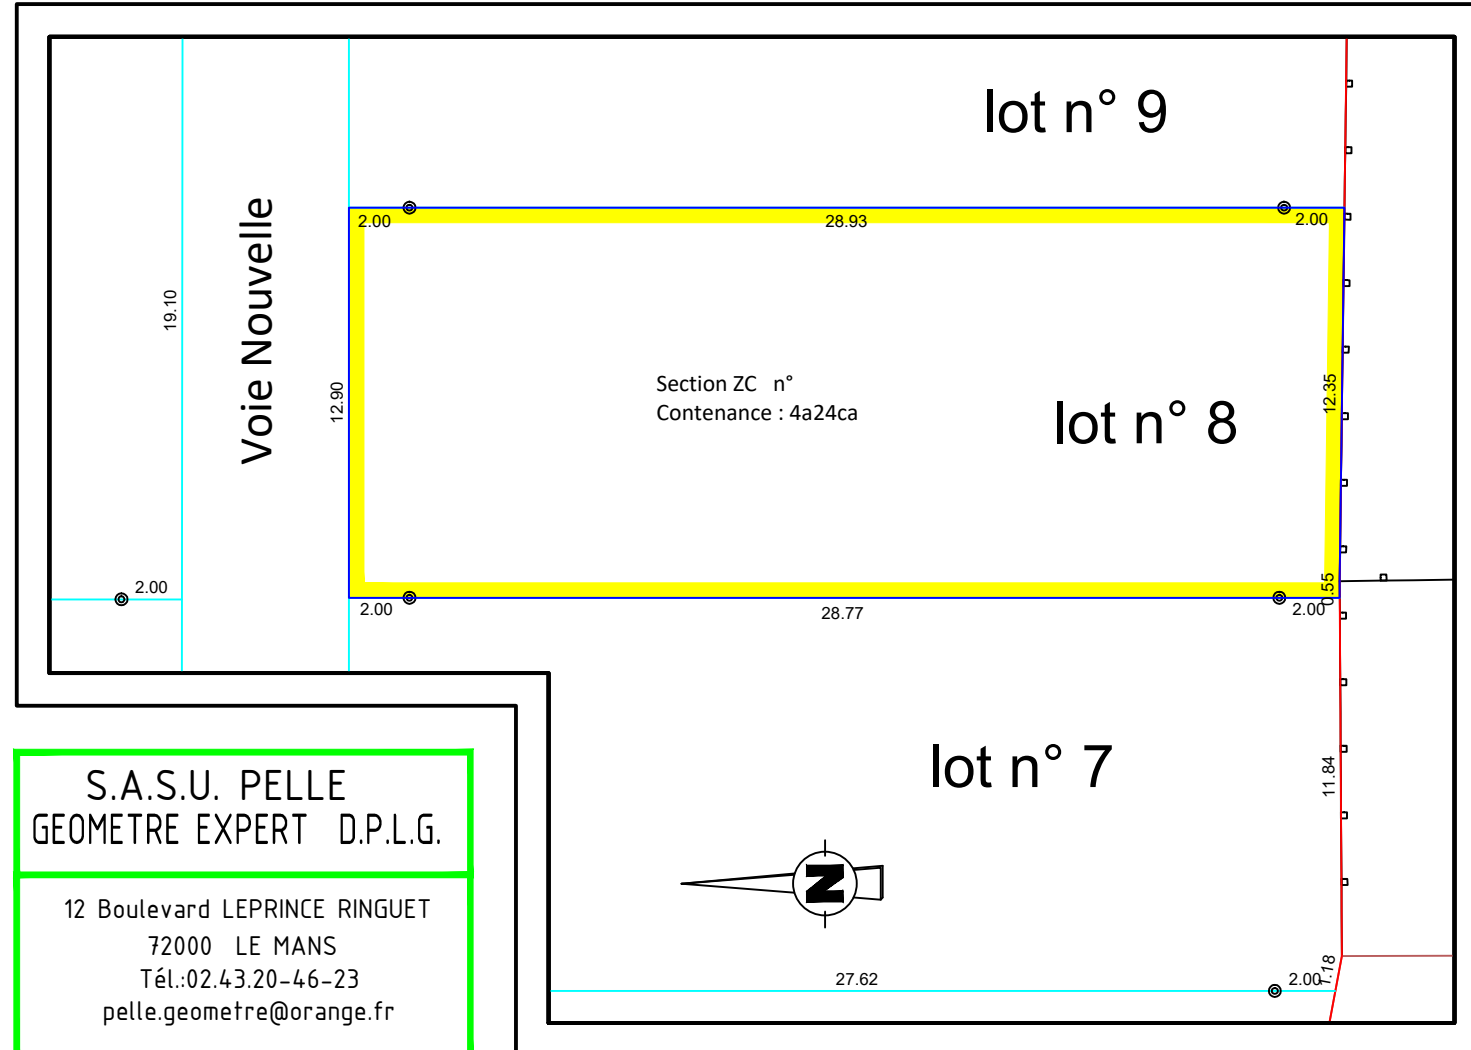 lot n° 9
2.00
28.93
2.00
Voie Nouvelle
19.10
12.90
Section ZC n°
Contenance : 4a24ca
lot n° 8
12.35
2.00
2.00
28.77
2.00
0.55
lot n° 7
11.84
N
27.62
2.00
1.18
S.A.S.U. PELLE
GEOMETRE EXPERT D.P.L.G.
12 Boulevard LEPRINCE RINGUET
72000 LE MANS
Tél.:02.43.20-46-23
pelle.geometre@orange.fr